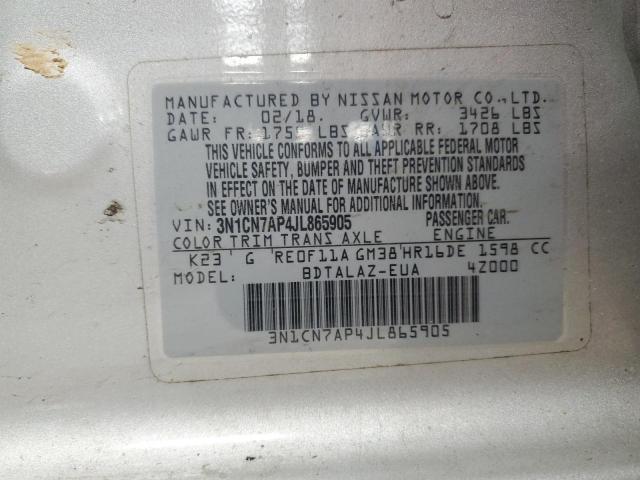 MANUFACTURED BY NISSAN MOTOR CO., LTD.
DATE: 02/18. GVWR: 3426 LBS
GAWR FR: 1755 LBS GAWR RR: 1708 LBS
THIS VEHICLE CONFORMS TO ALL APPLICABLE FEDERAL MOTOR
VEHICLE SAFETY, BUMPER AND THEFT PREVENTION STANDARDS
IN EFFECT ON THE DATE OF MANUFACTURE SHOWN ABOVE.
SEE OWNER'S MANUAL FOR ADDITIONAL INFORMATION.
VIN: 3N1CN7AP4JL865905 PASSENGER CAR.
COLOR TRIM TRANS AXLE ENGINE
K23 G RE0F11A GM38 HR16DE 1598 CC
MODEL: BDTALAZ-EUA 4Z000
3N1CN7AP4JL865905